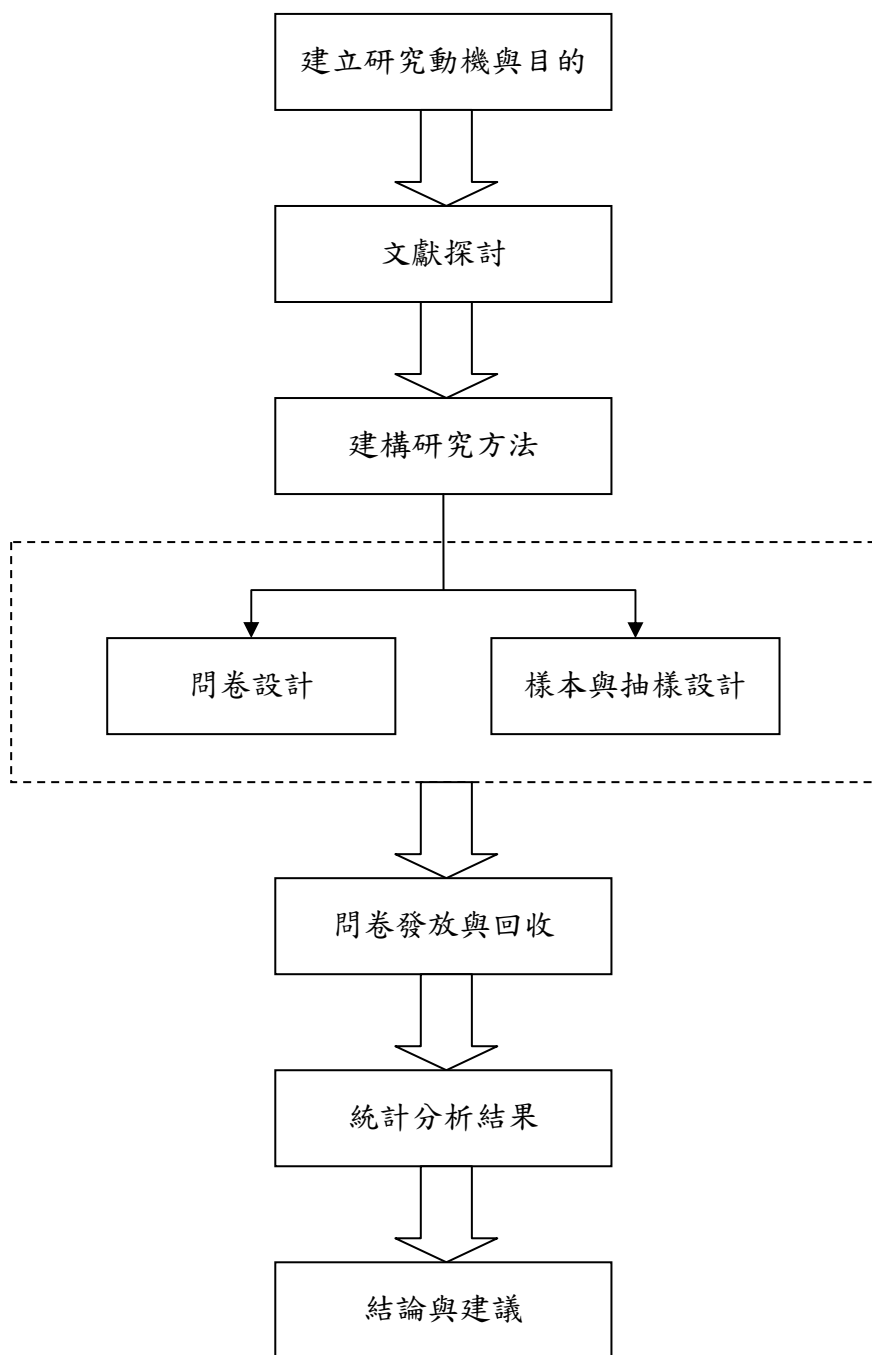 建立研究動機與目的
文獻探討
建構研究方法
問卷設計
樣本與抽樣設計
問卷發放與回收
統計分析結果
結論與建議